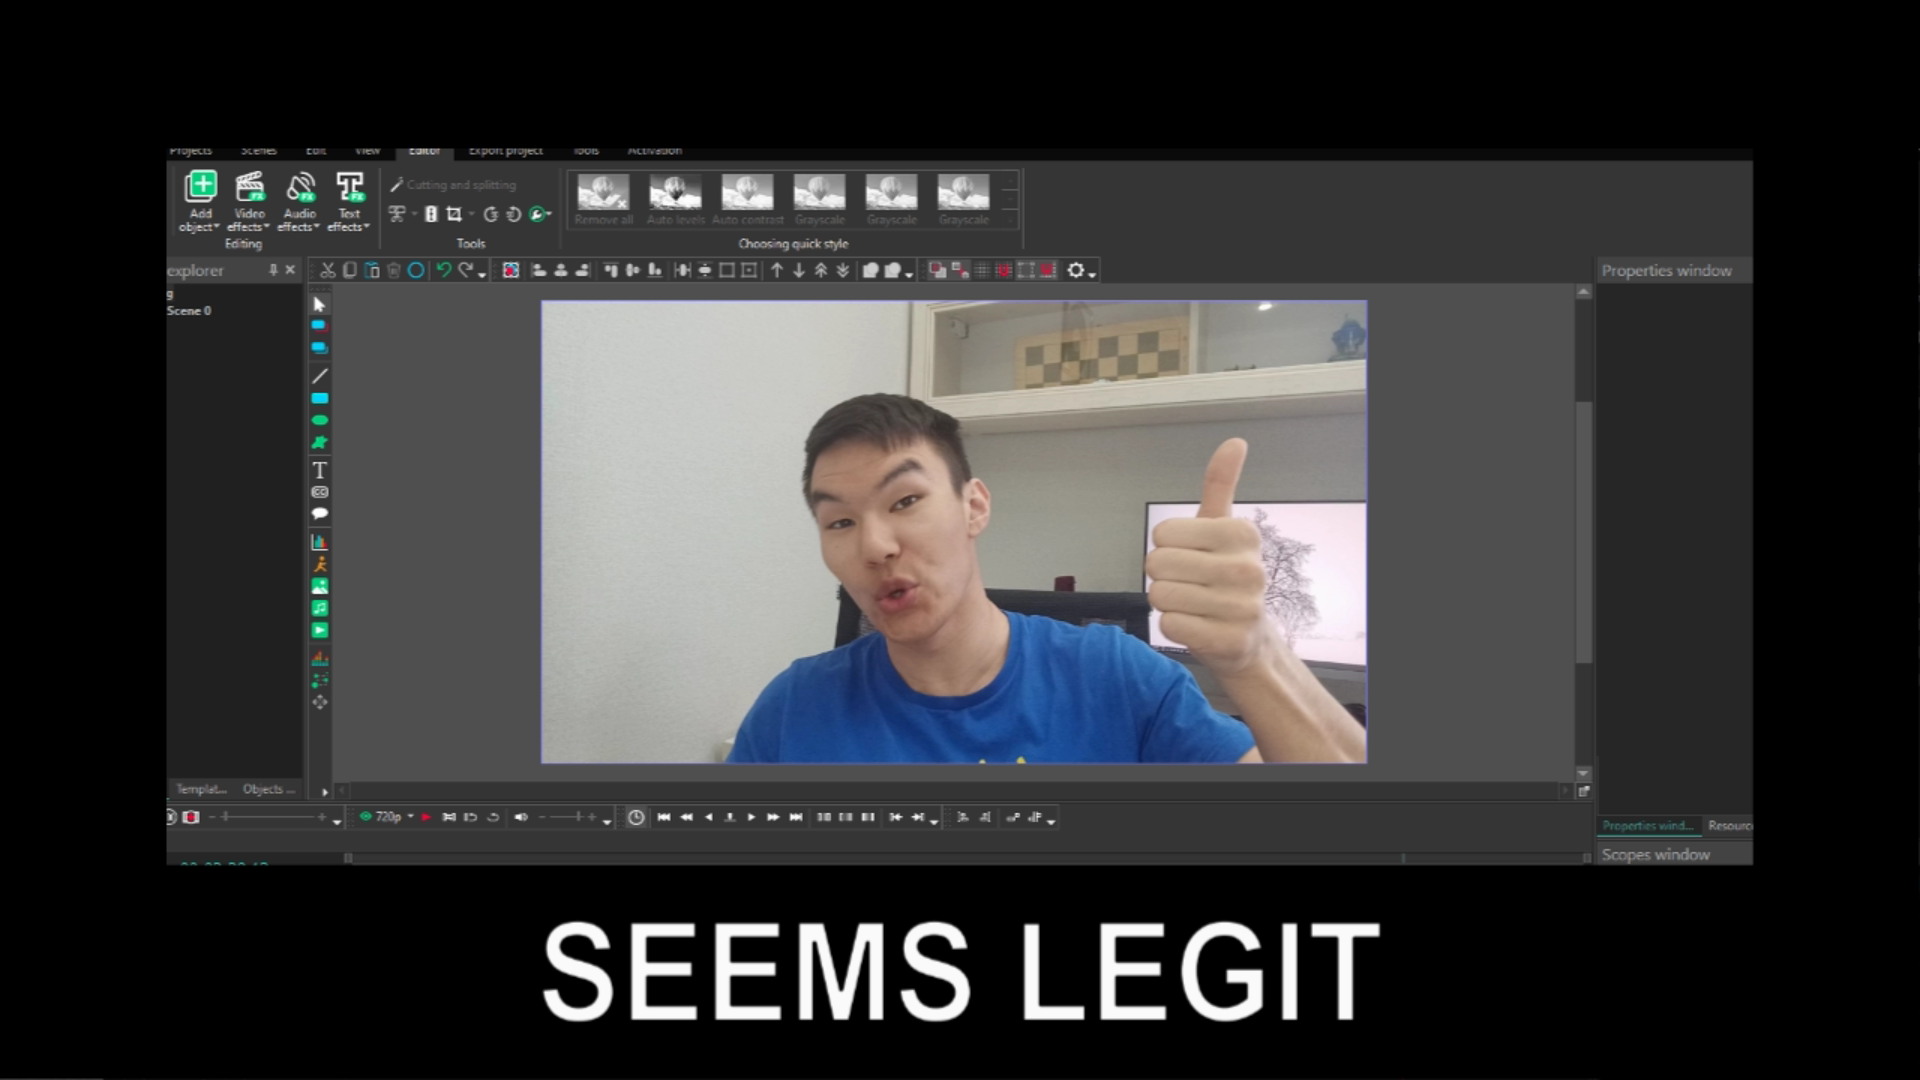 Projects Scenes Edit View Editor Export project Tools Activation
Cutting and splitting
Add object Video effects Audio effects Text effects
Remove all Auto levels Auto contrast Grayscale Grayscale Grayscale
Editing Tools Choosing quick style
explorer
Properties window
Scene 0
T
Templat... Objects ...
720p
Properties wind... Resourc
Scopes window
SEEMS LEGIT